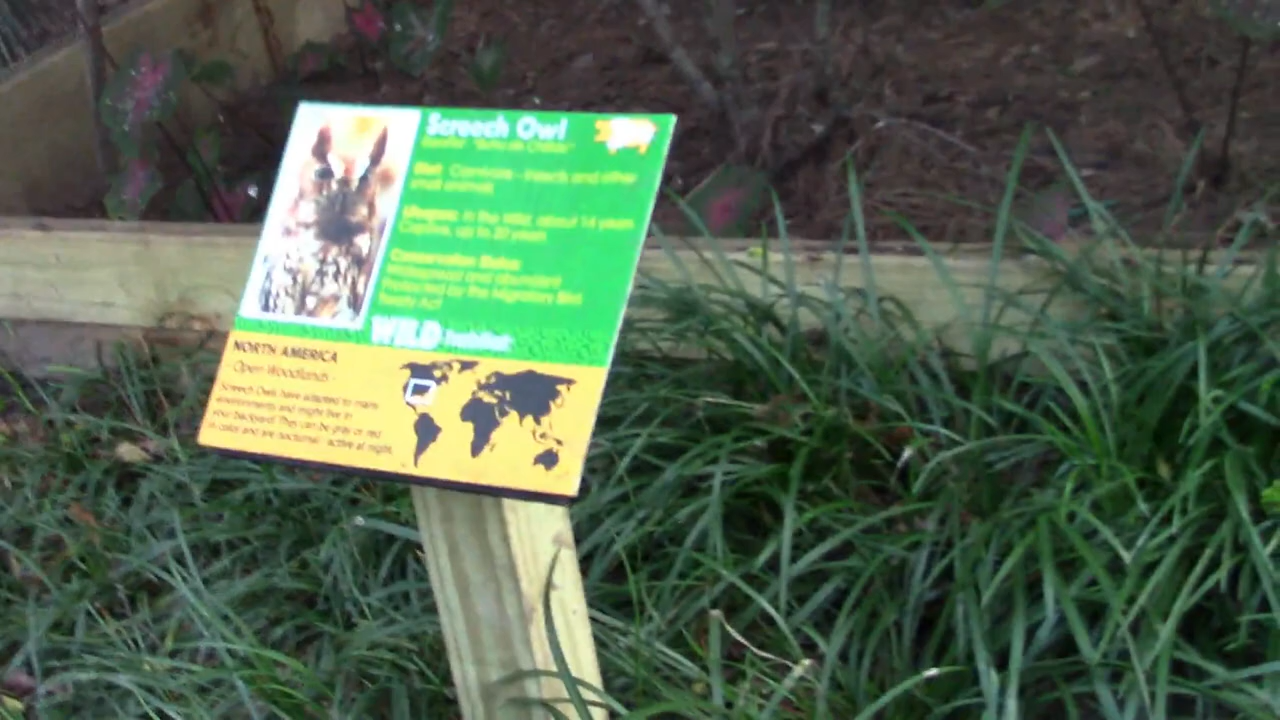 Screech Owl
Diet: Carnivore - insects and other
small animals
Lifespan: In the Wild, about 14 years
Captive, up to 20 years
Conservation Status:
Widespread and abundant
Protected by the Migratory Bird
Treaty Act
WILD habitat
NORTH AMERICA
- Open Woodlands -
Screech Owls have adapted to many
environments and might live in
your backyard! They can be gray or red
in color and are nocturnal - active at night.